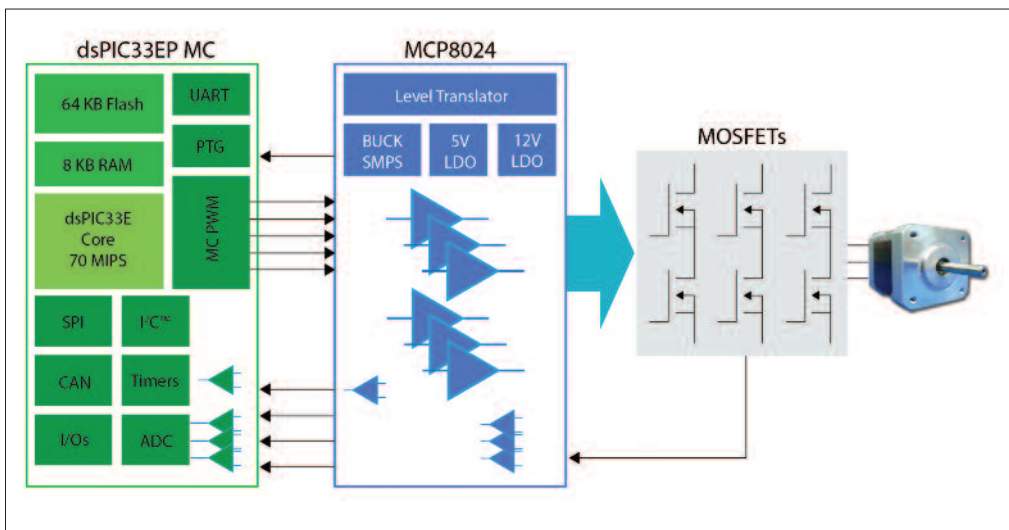 dsPIC33EP MC
64 KB Flash
UART
PTG
8 KB RAM
dsPIC33E
Core
70 MIPS
MC PWM
SPI
I²C™
CAN
Timers
I/Os
ADC
MCP8024
Level Translator
BUCK
SMPS
5V
LDO
12V
LDO
MOSFETs